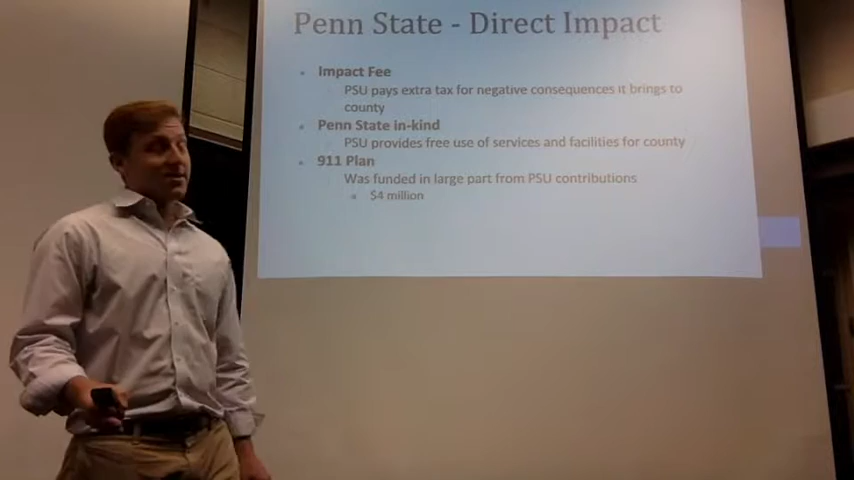 Penn State - Direct Impact
Impact Fee
PSU pays extra tax for negative consequences it brings to
county
Penn State in-kind
PSU provides free use of services and facilities for county
911 Plan
Was funded in large part from PSU contributions
$4 million